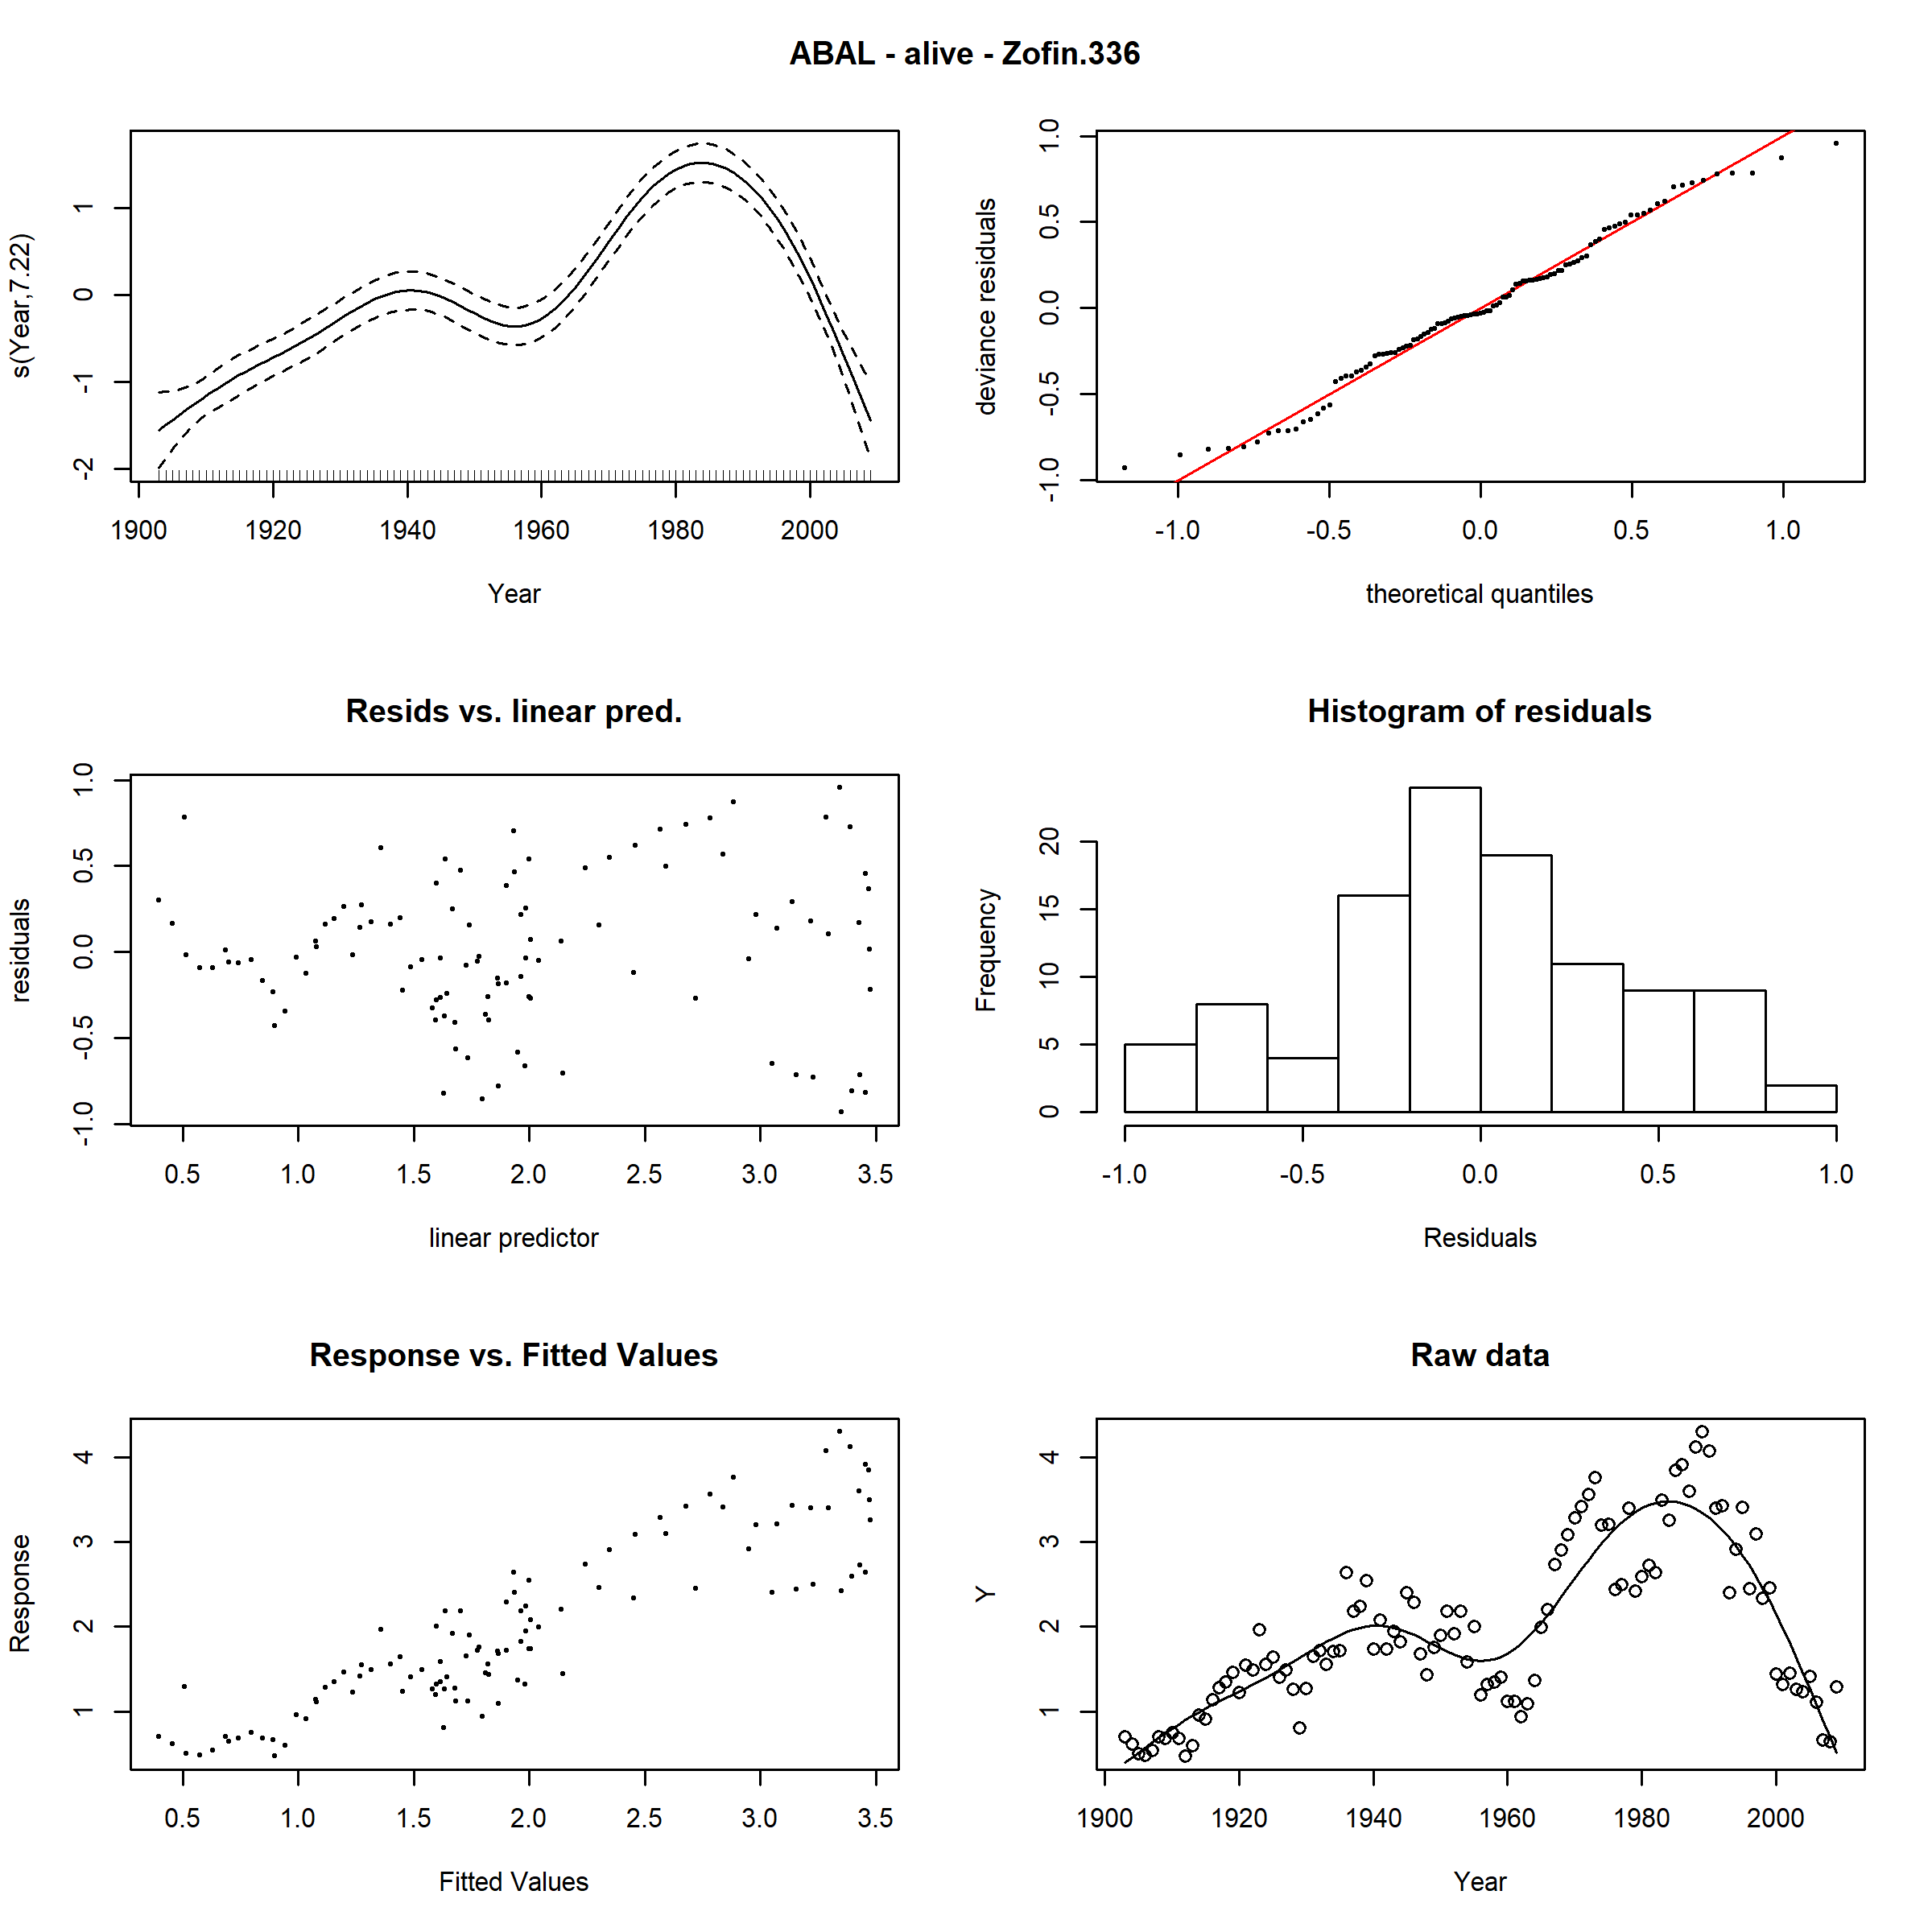 ABAL - alive - Zofin.336
s(Year,7.22)
1
0
-1
-2
1900 1920 1940 1960 1980 2000
Year
deviance residuals
1.0
0.5
0.0
-0.5
-1.0
-1.0 -0.5 0.0 0.5 1.0
theoretical quantiles
Resids vs. linear pred.
residuals
1.0
0.5
0.0
-0.5
-1.0
0.5 1.0 1.5 2.0 2.5 3.0 3.5
linear predictor
Histogram of residuals
Frequency
20
15
10
5
0
-1.0 -0.5 0.0 0.5 1.0
Residuals
Response vs. Fitted Values
Response
4
3
2
1
0.5 1.0 1.5 2.0 2.5 3.0 3.5
Fitted Values
Raw data
Y
4
3
2
1
1900 1920 1940 1960 1980 2000
Year